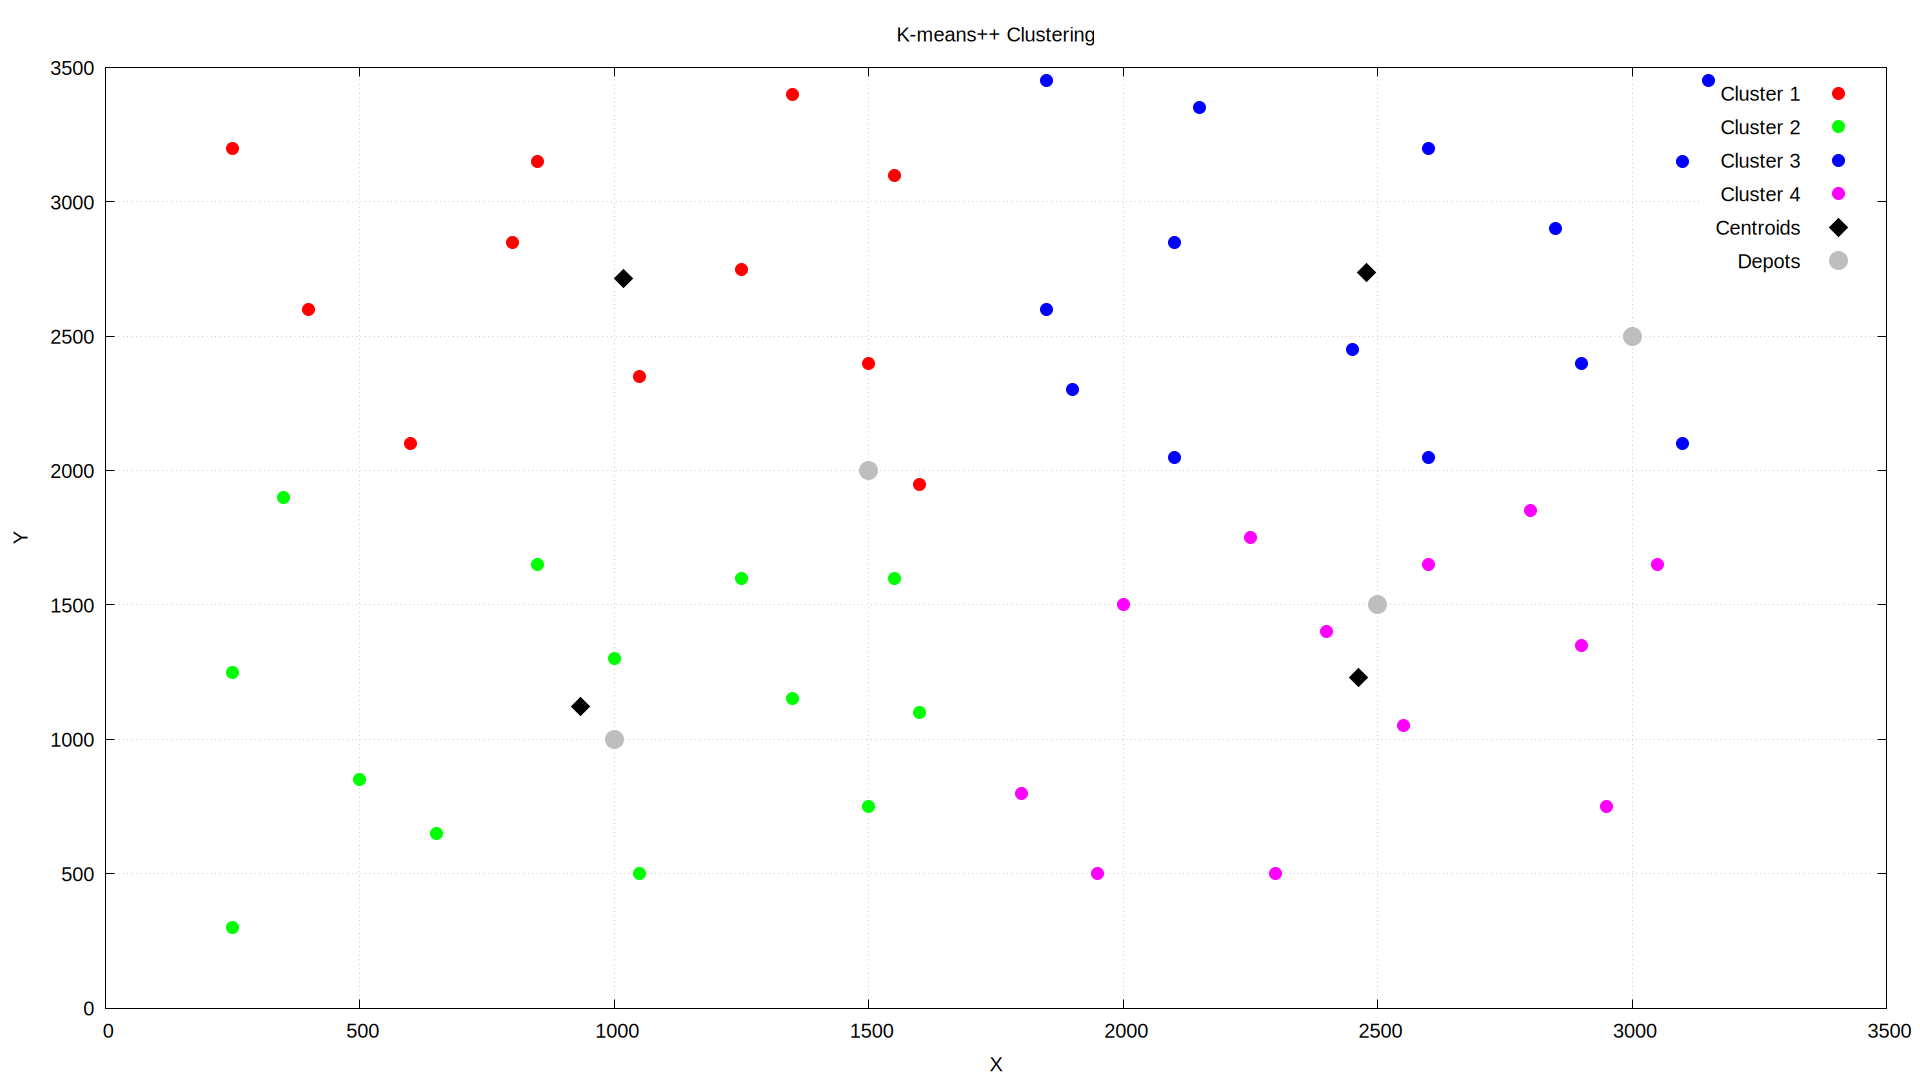 K-means++ Clustering
3500
3000
2500
2000
1500
1000
500
0
Y
0 500 1000 1500 2000 2500 3000 3500
X
Cluster 1
Cluster 2
Cluster 3
Cluster 4
Centroids
Depots